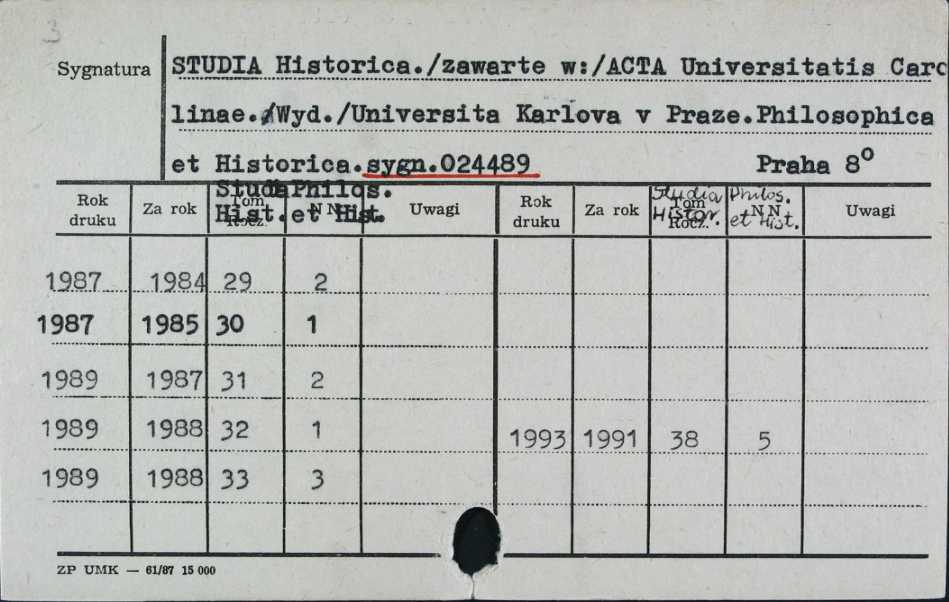 3
Sygnatura STUDIA Historica./zawarte w:/ACTA Universitatis Caro
linae./Wyd./Universita Karlova v Praze.Philosophica
et Historica.sygn.024489 Praha 8º
Rok druku Za rok Tom Rocz. N N Uwagi Rok druku Za rok Tom Rocz. N N Uwagi
Studia Philos. Studia Philos.
Hist. et Hist. Histor. et Hist.
1987 1984 29 2
1987 1985 30 1
1989 1987 31 2
1989 1988 32 1 1993 1991 38 5
1989 1988 33 3
ZP UMK — 61/87 15 000